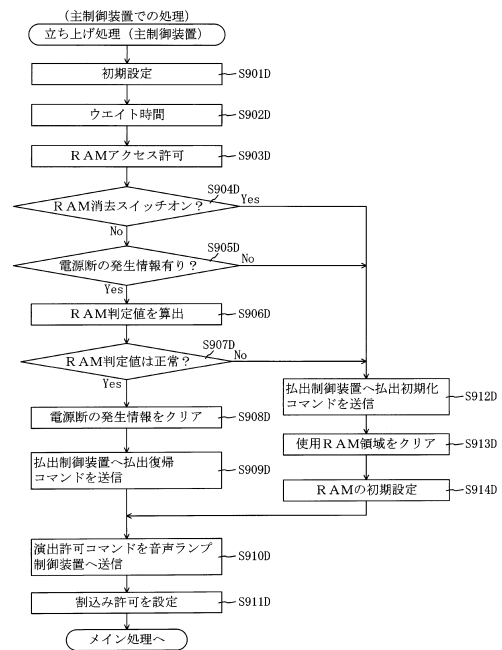 (主制御装置での処理)
立ち上げ処理(主制御装置)
初期設定
S901D
ウエイト時間
S902D
RAMアクセス許可
S903D
RAM消去スイッチオン?
S904D
Yes
No
電源断の発生情報有り?
S905D
No
Yes
RAM判定値を算出
S906D
RAM判定値は正常?
S907D
No
Yes
電源断の発生情報をクリア
S908D
払出制御装置へ払出復帰
コマンドを送信
S909D
払出制御装置へ払出初期化
コマンドを送信
S912D
使用RAM領域をクリア
S913D
RAMの初期設定
S914D
演出許可コマンドを音声ランプ
制御装置へ送信
S910D
割込み許可を設定
S911D
メイン処理へ